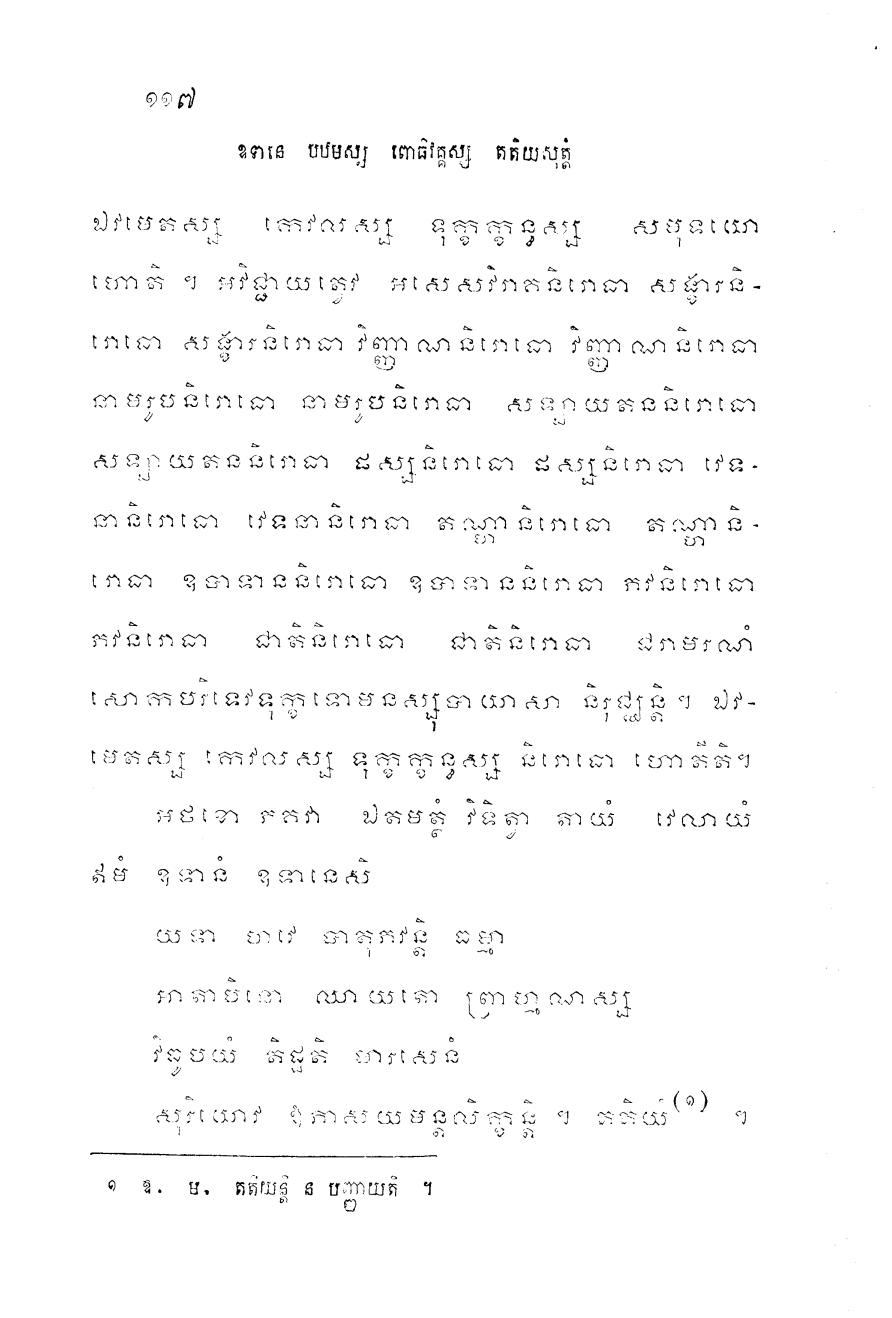 ១១៧
ឧទានេ បឋមស្ស ពោធិវគ្គស្ស តតិយសុត្តំ
ឯវមេតស្ស កេវលស្ស ទុក្ខក្ខន្ធស្ស សមុទយោ
ហោតិ ។ អវិជ្ជាយត្វេវ អសេសវិរាគនិរោធា សង្ខារនិ-
រោធោ សង្ខារនិរោធា វិញ្ញាណនិរោធោ វិញ្ញាណនិរោធា
នាមរូបនិរោធោ នាមរូបនិរោធា សឡាយតននិរោធោ
សឡាយតននិរោធា ផស្សនិរោធោ ផស្សនិរោធា វេទ-
នានិរោធោ វេទនានិរោធា តណ្ហានិរោធោ តណ្ហានិ-
រោធា ឧបាទាននិរោធោ ឧបាទាននិរោធា ភវនិរោធោ
ភវនិរោធា ជាតិនិរោធោ ជាតិនិរោធា ជរាមរណំ
សោកបរិទេវទុក្ខទោមនស្សុបាយាសា និរុជ្ឈន្តិ ។ ឯវ-
មេតស្ស កេវលស្ស ទុក្ខក្ខន្ធស្ស និរោធោ ហោតីតិ ។
អថខោ ភគវា ឯតមត្ថំ វិទិត្វា តាយំ វេលាយំ
ឥមំ ឧទានំ ឧទានេសិ
យទា ហវេ បាតុភវន្តិ ធម្មា
អាតាបិនោ ឈាយតោ ព្រាហ្មណស្ស
វិធូបយំ តិដ្ឋតិ មារសេនំ
សុរិយោវ ឱភាសយមន្តលិក្ខន្តិ ។ តតិយំ(១) ។
១ ឧ. ម. តតិយន្តិ ន បញ្ញាយតិ ។